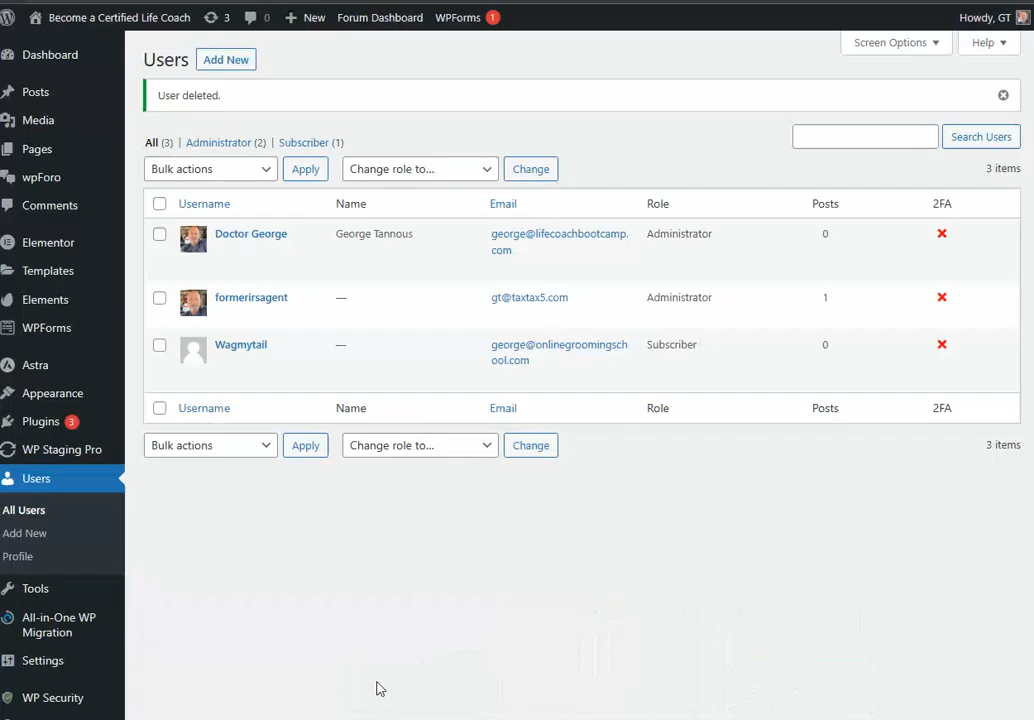 Become a Certified Life Coach 3 0 New Forum Dashboard WPForms 1 Howdy, GT
Dashboard
Posts
Media
Pages
wpForo
Comments
Elementor
Templates
Elements
WPForms
Astra
Appearance
Plugins 3
WP Staging Pro
Users
All Users
Add New
Profile
Tools
All-in-One WP
Migration
Settings
WP Security
Screen Options Help
Users Add New
User deleted.
All (3) | Administrator (2) | Subscriber (1)
Search Users
Bulk actions Apply Change role to... Change 3 items
Username Name Email Role Posts 2FA
Doctor George George Tannous george@lifecoachbootcamp. Administrator 0
com
formerirsagent — gt@taxtax5.com Administrator 1
Wagmytail — george@onlinegroomingsch Subscriber 0
ool.com
Username Name Email Role Posts 2FA
Bulk actions Apply Change role to... Change 3 items